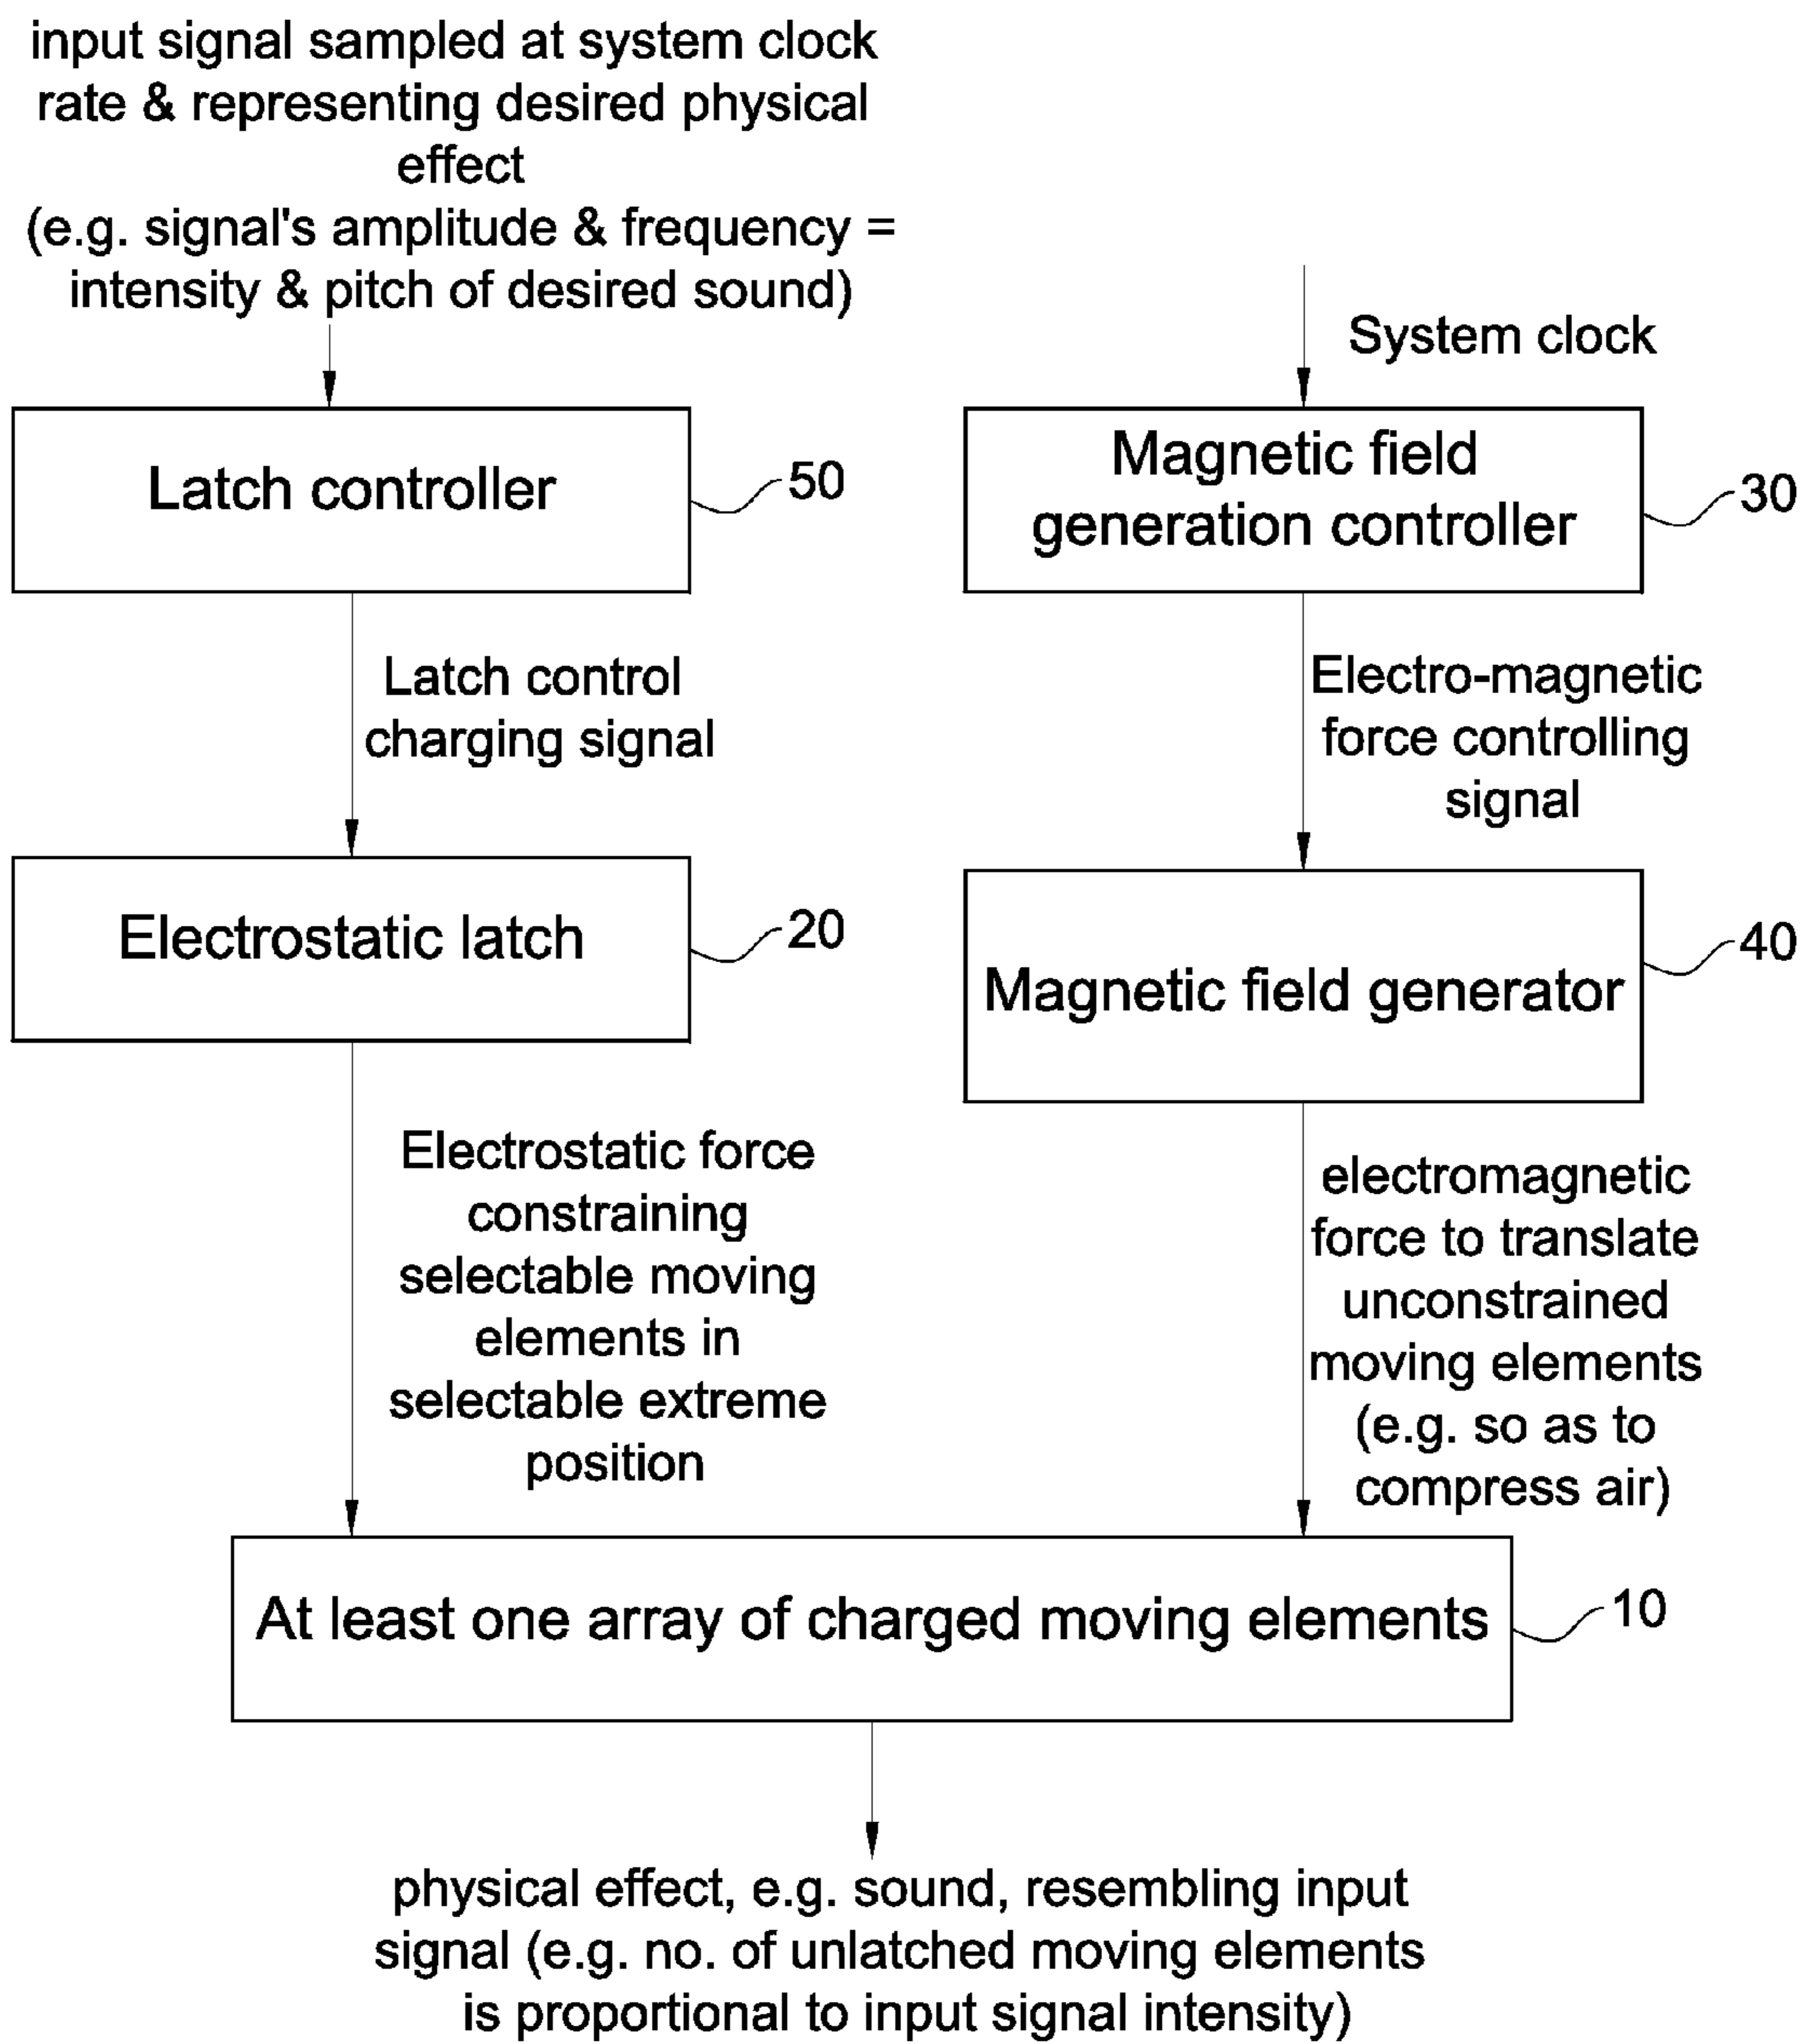 input signal sampled at system clock
rate & representing desired physical
effect
(e.g. signal's amplitude & frequency =
intensity & pitch of desired sound)
System clock
Latch controller
50
Magnetic field
generation controller
30
Latch control
charging signal
Electro-magnetic
force controlling
signal
Electrostatic latch
20
Magnetic field generator
40
Electrostatic force
constraining
selectable moving
elements in
selectable extreme
position
electromagnetic
force to translate
unconstrained
moving elements
(e.g. so as to
compress air)
At least one array of charged moving elements
10
physical effect, e.g. sound, resembling input
signal (e.g. no. of unlatched moving elements
is proportional to input signal intensity)